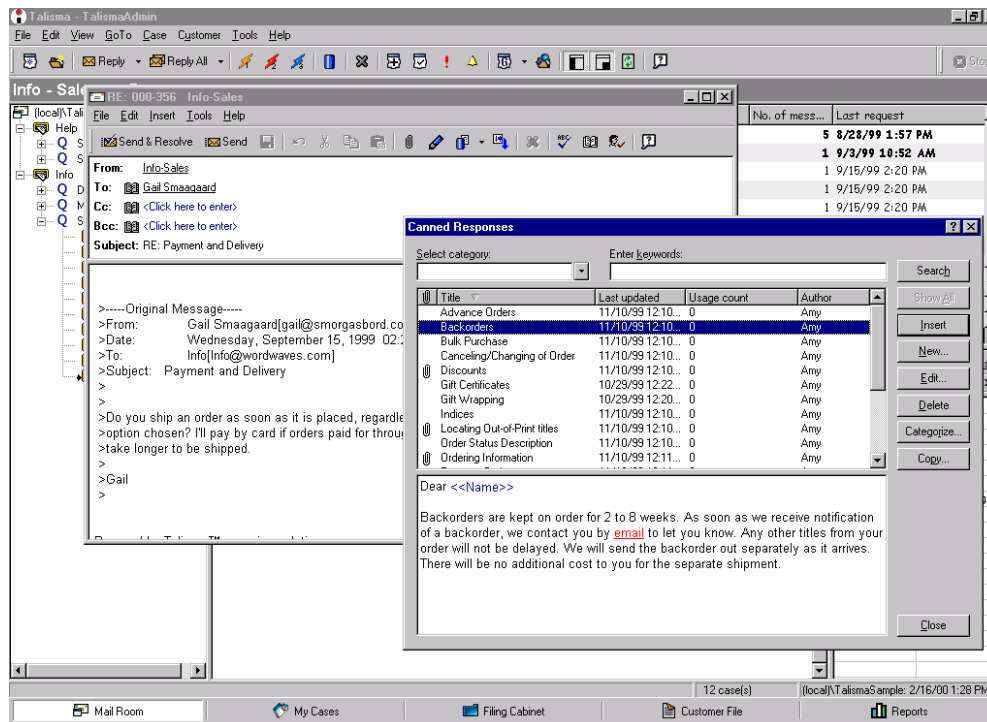 Talisma - TalismaAdmin
File Edit View GoTo Case Customer Tools Help
Reply Reply All
Info - Sale
(local)\Tali
Help
Q S
Q S
Info
Q D
Q M
Q S
No. of mess... Last request
5 8/28/99 1:57 PM
1 9/3/99 10:52 AM
1 9/15/99 2:20 PM
1 9/15/99 2:20 PM
RE: 000-356 Info-Sales
File Edit Insert Tools Help
Send & Resolve Send
From: Info-Sales
To: Gail Smaagaard
Cc: <Click here to enter>
Bcc: <Click here to enter>
Subject: RE: Payment and Delivery
>-----Original Message-----
>From: Gail Smaagaard[gail@smorgasbord.co
>Date: Wednesday, September 15, 1999 02:2
>To: Info[Info@wordwaves.com]
>Subject: Payment and Delivery
>
>
>Do you ship an order as soon as it is placed, regardle
>option chosen? I'll pay by card if orders paid for throug
>take longer to be shipped.
>
>Gail
>
Canned Responses
Select category: Enter keywords:
Search
Show All
Insert
New...
Edit...
Delete
Categorize...
Copy...
Title Last updated Usage count Author
Advance Orders 11/10/99 12:10... 0 Amy
Backorders 11/10/99 12:10... 0 Amy
Bulk Purchase 11/10/99 12:10... 0 Amy
Canceling/Changing of Order 11/10/99 12:10... 0 Amy
Discounts 11/10/99 12:10... 0 Amy
Gift Certificates 10/29/99 12:22... 0 Amy
Gift Wrapping 10/29/99 12:20... 0 Amy
Indices 11/10/99 12:10... 0 Amy
Locating Out-of-Print titles 11/10/99 12:10... 0 Amy
Order Status Description 11/10/99 12:10... 0 Amy
Ordering Information 11/10/99 12:11... 0 Amy
Dear <<Name>>
Backorders are kept on order for 2 to 8 weeks. As soon as we receive notification
of a backorder, we contact you by email to let you know. Any other titles from your
order will not be delayed. We will send the backorder out separately as it arrives.
There will be no additional cost to you for the separate shipment.
Close
12 case(s) (local)\TalismaSample: 2/16/00 1:28 PM
Mail Room My Cases Filing Cabinet Customer File Reports